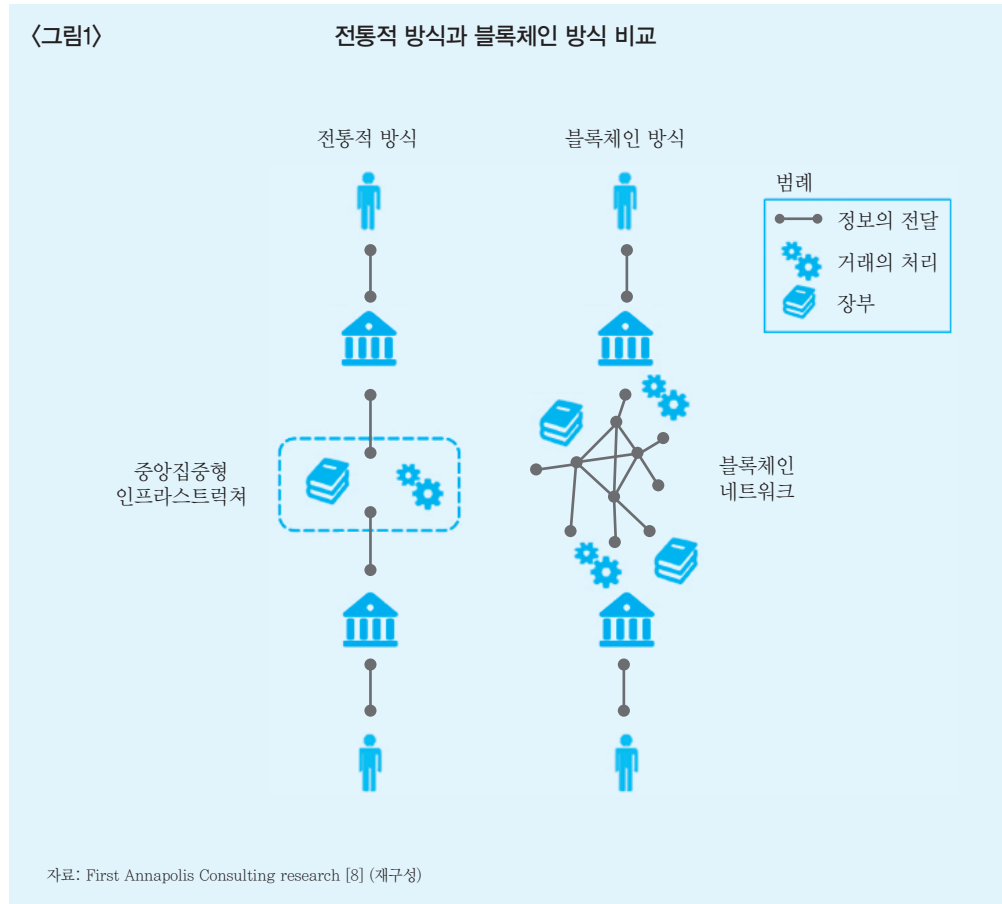 〈그림1〉 전통적 방식과 블록체인 방식 비교
전통적 방식
블록체인 방식
범례
정보의 전달
거래의 처리
장부
중앙집중형
인프라스트럭쳐
블록체인
네트워크
자료: First Annapolis Consulting research [8] (재구성)